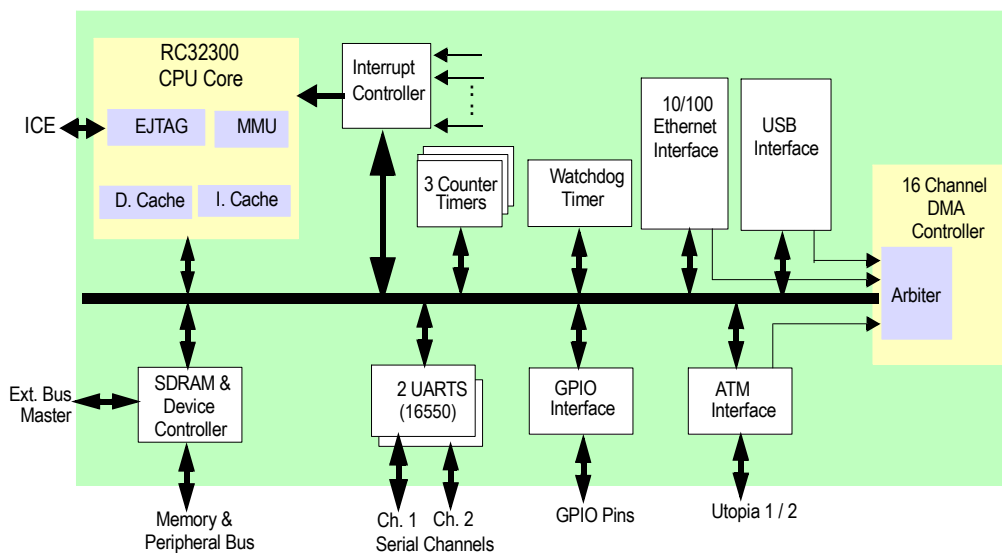 RC32300
CPU Core
EJTAG
MMU
D. Cache
I. Cache
ICE
Interrupt
Controller
3 Counter
Timers
Watchdog
Timer
10/100
Ethernet
Interface
USB
Interface
16 Channel
DMA
Controller
Arbiter
Ext. Bus
Master
SDRAM &
Device
Controller
2 UARTS
(16550)
GPIO
Interface
ATM
Interface
Memory &
Peripheral Bus
Ch. 1
Ch. 2
Serial Channels
GPIO Pins
Utopia 1 / 2